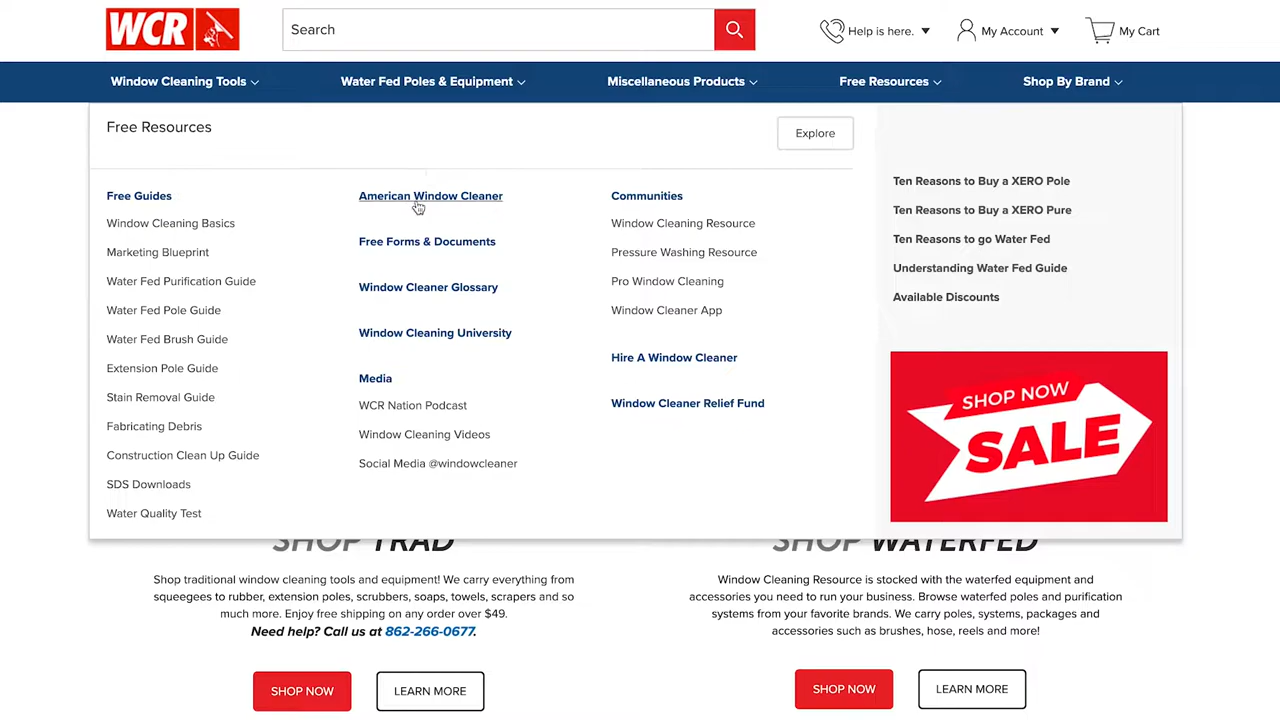 WCR
Search
Help is here.
My Account
My Cart
Window Cleaning Tools
Water Fed Poles & Equipment
Miscellaneous Products
Free Resources
Shop By Brand
Free Resources
Explore
Free Guides
Window Cleaning Basics
Marketing Blueprint
Water Fed Purification Guide
Water Fed Pole Guide
Water Fed Brush Guide
Extension Pole Guide
Stain Removal Guide
Fabricating Debris
Construction Clean Up Guide
SDS Downloads
Water Quality Test
American Window Cleaner
Free Forms & Documents
Window Cleaner Glossary
Window Cleaning University
Media
WCR Nation Podcast
Window Cleaning Videos
Social Media @windowcleaner
Communities
Window Cleaning Resource
Pressure Washing Resource
Pro Window Cleaning
Window Cleaner App
Hire A Window Cleaner
Window Cleaner Relief Fund
Ten Reasons to Buy a XERO Pole
Ten Reasons to Buy a XERO Pure
Ten Reasons to go Water Fed
Understanding Water Fed Guide
Available Discounts
SHOP NOW
SALE
SHOP TRAD
Shop traditional window cleaning tools and equipment! We carry everything from
squeegees to rubber, extension poles, scrubbers, soaps, towels, scrapers and so
much more. Enjoy free shipping on any order over $49.
Need help? Call us at 862-266-0677.
SHOP NOW
LEARN MORE
SHOP WATERFED
Window Cleaning Resource is stocked with the waterfed equipment and
accessories you need to run your business. Browse waterfed poles and purification
systems from your favorite brands. We carry poles, systems, packages and
accessories such as brushes, hose, reels and more!
SHOP NOW
LEARN MORE